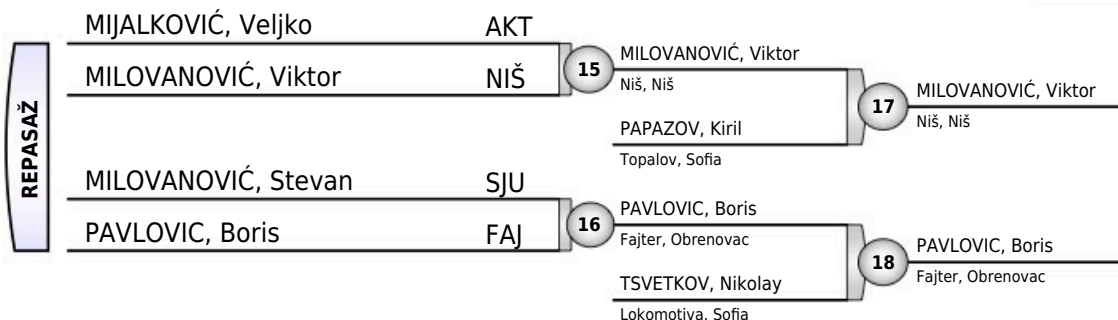 REPASAŽ
MIJALKOVIĆ, Veljko AKT
MILOVANOVIĆ, Viktor NIŠ
15
MILOVANOVIĆ, Viktor
Niš, Niš
PAPAZOV, Kiril
Topalov, Sofia
17
MILOVANOVIĆ, Viktor
Niš, Niš
MILOVANOVIĆ, Stevan SJU
PAVLOVIC, Boris FAJ
16
PAVLOVIC, Boris
Fajter, Obrenovac
TSVETKOV, Nikolay
Lokomotiva, Sofia
18
PAVLOVIC, Boris
Fajter, Obrenovac